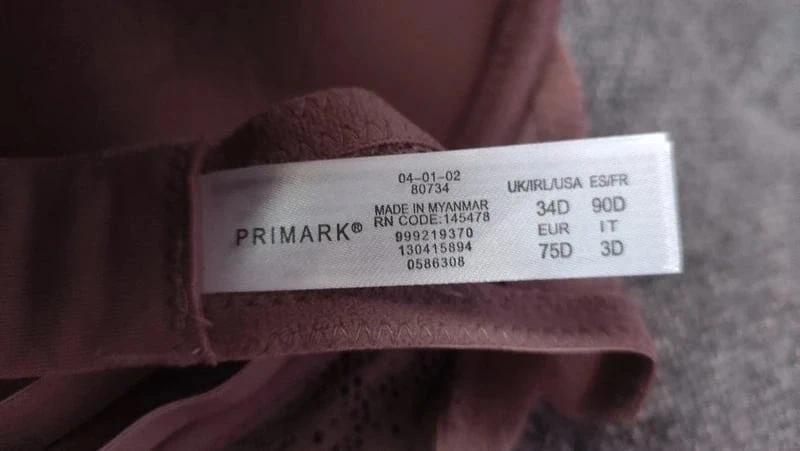 PRIMARK®
04-01-02
80734
MADE IN MYANMAR
RN CODE:145478
999219370
130415894
0586308
UK/IRL/USA ES/FR
34D 90D
EUR IT
75D 3D